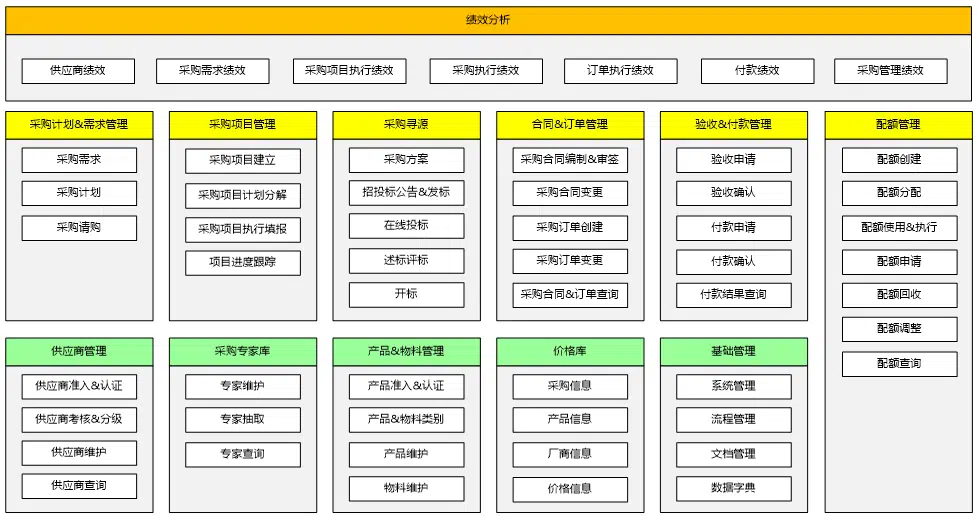 绩效分析
供应商绩效
采购需求绩效
采购项目执行绩效
采购执行绩效
订单执行绩效
付款绩效
采购管理绩效
采购计划&需求管理
采购需求
采购计划
采购请购
采购项目管理
采购项目建立
采购项目计划分解
采购项目执行填报
项目进度跟踪
采购寻源
采购方案
招投标公告&发标
在线投标
述标评标
开标
合同&订单管理
采购合同编制&审签
采购合同变更
采购订单创建
采购订单变更
采购合同&订单查询
验收&付款管理
验收申请
验收确认
付款申请
付款确认
付款结果查询
配额管理
配额创建
配额分配
配额使用&执行
配额申请
配额回收
配额调整
配额查询
供应商管理
供应商准入&认证
供应商考核&分级
供应商维护
供应商查询
采购专家库
专家维护
专家抽取
专家查询
产品&物料管理
产品准入&认证
产品&物料类别
产品维护
物料维护
价格库
采购信息
产品信息
厂商信息
价格信息
基础管理
系统管理
流程管理
文档管理
数据字典